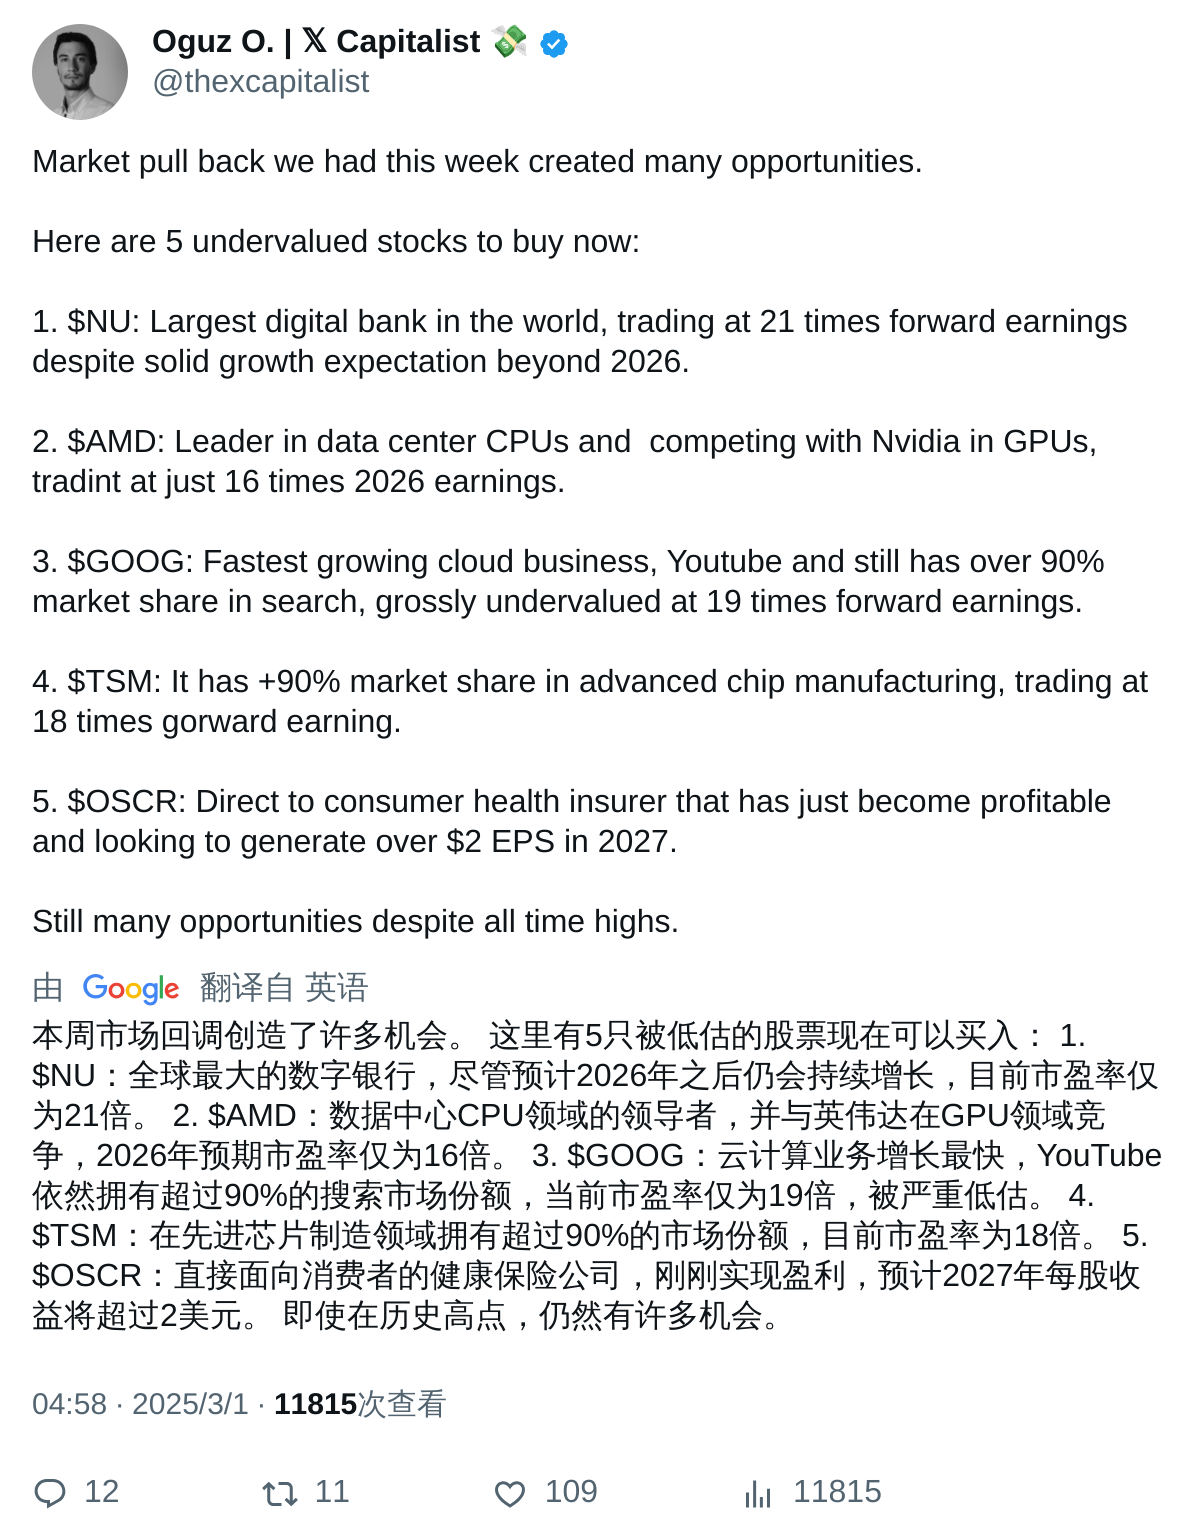 Oguz O. | 𝕏 Capitalist 💸
@thexcapitalist
Market pull back we had this week created many opportunities.
Here are 5 undervalued stocks to buy now:
1. $NU: Largest digital bank in the world, trading at 21 times forward earnings
despite solid growth expectation beyond 2026.
2. $AMD: Leader in data center CPUs and  competing with Nvidia in GPUs,
tradint at just 16 times 2026 earnings.
3. $GOOG: Fastest growing cloud business, Youtube and still has over 90%
market share in search, grossly undervalued at 19 times forward earnings.
4. $TSM: It has +90% market share in advanced chip manufacturing, trading at
18 times gorward earning.
5. $OSCR: Direct to consumer health insurer that has just become profitable
and looking to generate over $2 EPS in 2027.
Still many opportunities despite all time highs.
由 Google 翻译自 英语
本周市场回调创造了许多机会。 这里有5只被低估的股票现在可以买入： 1.
$NU：全球最大的数字银行，尽管预计2026年之后仍会持续增长，目前市盈率仅
为21倍。 2. $AMD：数据中心CPU领域的领导者，并与英伟达在GPU领域竞
争，2026年预期市盈率仅为16倍。 3. $GOOG：云计算业务增长最快，YouTube
依然拥有超过90%的搜索市场份额，当前市盈率仅为19倍，被严重低估。 4.
$TSM：在先进芯片制造领域拥有超过90%的市场份额，目前市盈率为18倍。 5.
$OSCR：直接面向消费者的健康保险公司，刚刚实现盈利，预计2027年每股收
益将超过2美元。 即使在历史高点，仍然有许多机会。
04:58 · 2025/3/1 · 11815次查看
12 11 109 11815